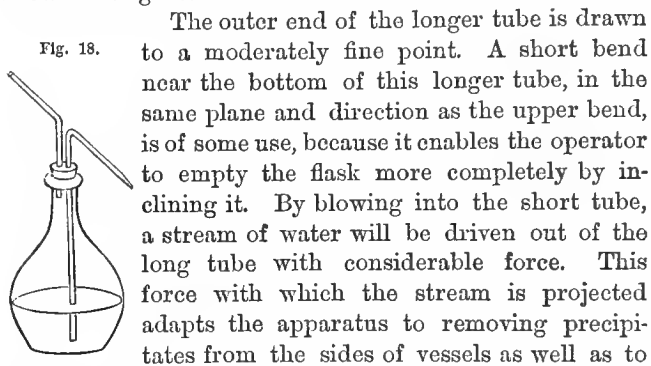 The outer end of the longer tube is drawn
Fig. 18.
to a moderately fine point. A short bend
near the bottom of this longer tube, in the
same plane and direction as the upper bend,
is of some use, because it enables the operator
to empty the flask more completely by in-
clining it. By blowing into the short tube,
a stream of water will be driven out of the
long tube with considerable force. This
force with which the stream is projected
adapts the apparatus to removing precipi-
tates from the sides of vessels as well as to